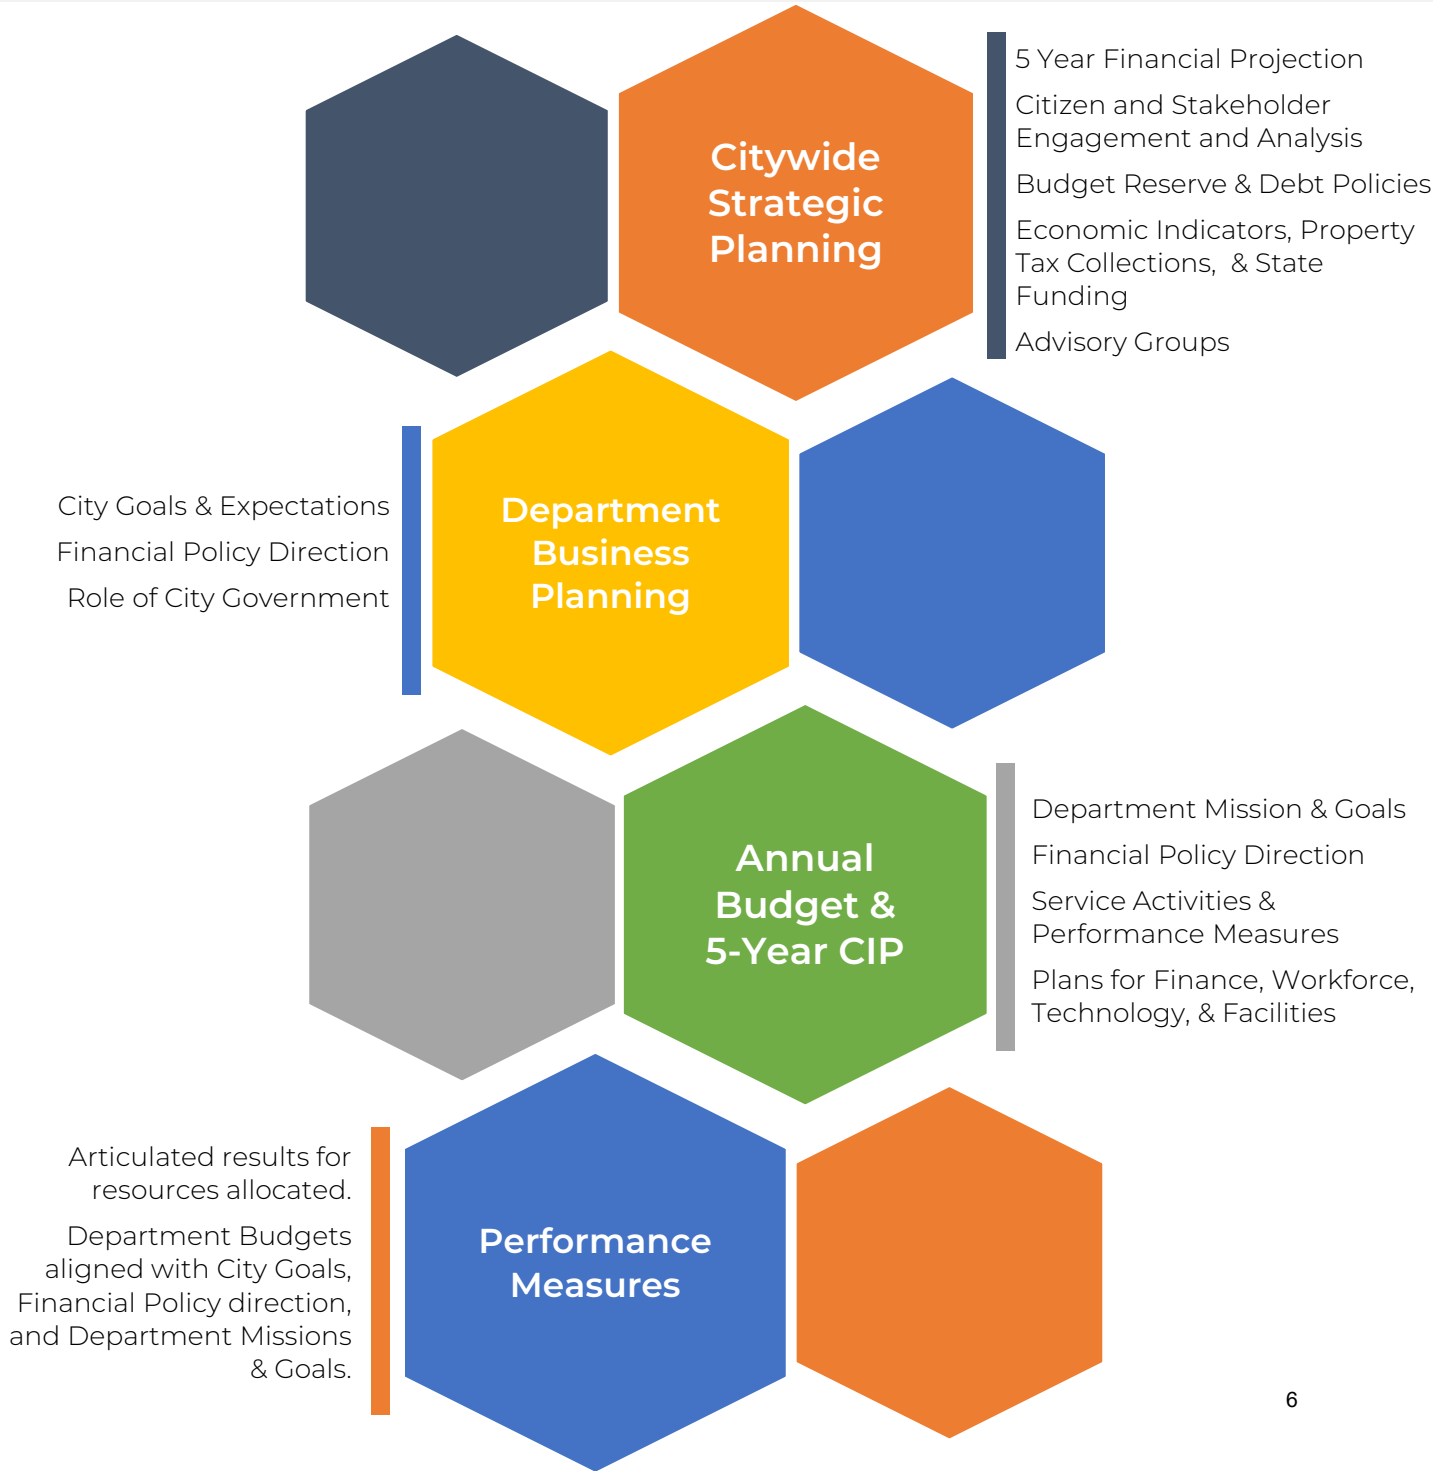 Citywide
Strategic
Planning
5 Year Financial Projection
Citizen and Stakeholder
Engagement and Analysis
Budget Reserve & Debt Policies
Economic Indicators, Property
Tax Collections, & State
Funding
Advisory Groups
City Goals & Expectations
Financial Policy Direction
Role of City Government
Department
Business
Planning
Annual
Budget &
5-Year CIP
Department Mission & Goals
Financial Policy Direction
Service Activities &
Performance Measures
Plans for Finance, Workforce,
Technology, & Facilities
Articulated results for
resources allocated.
Department Budgets
aligned with City Goals,
Financial Policy direction,
and Department Missions
& Goals.
Performance
Measures
6